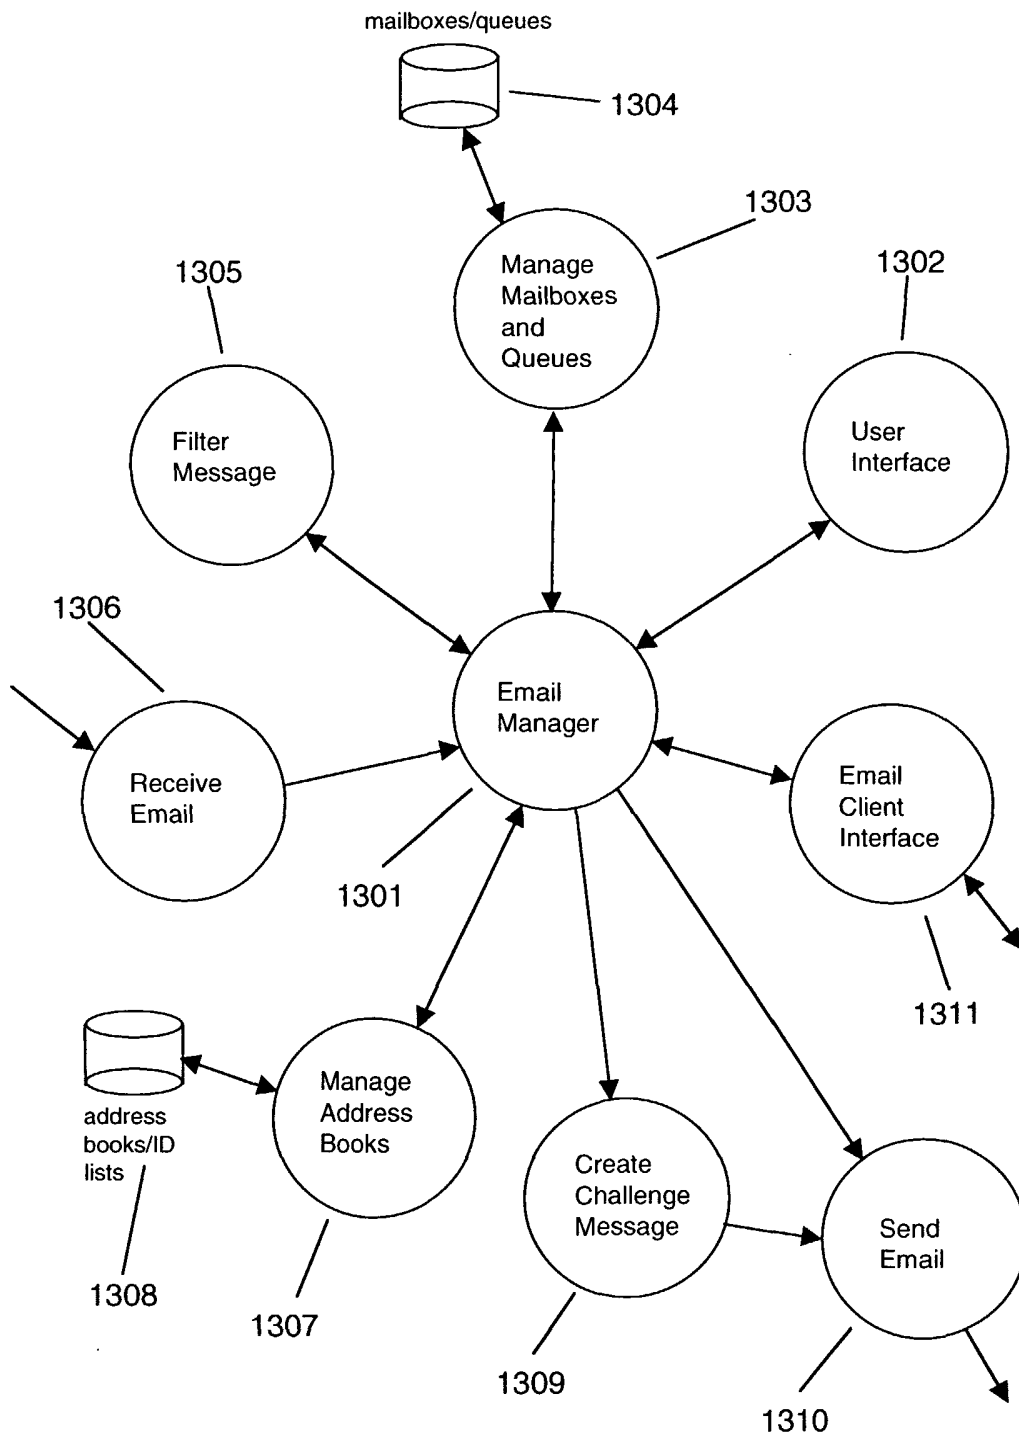 mailboxes/queues
1304
1303
Manage
Mailboxes
and
Queues
1305
1302
Filter
Message
User
Interface
1306
Email
Manager
Receive
Email
Email
Client
Interface
1301
1311
Manage
Address
Books
address
books/ID
lists
Create
Challenge
Message
Send
Email
1308
1307
1309
1310